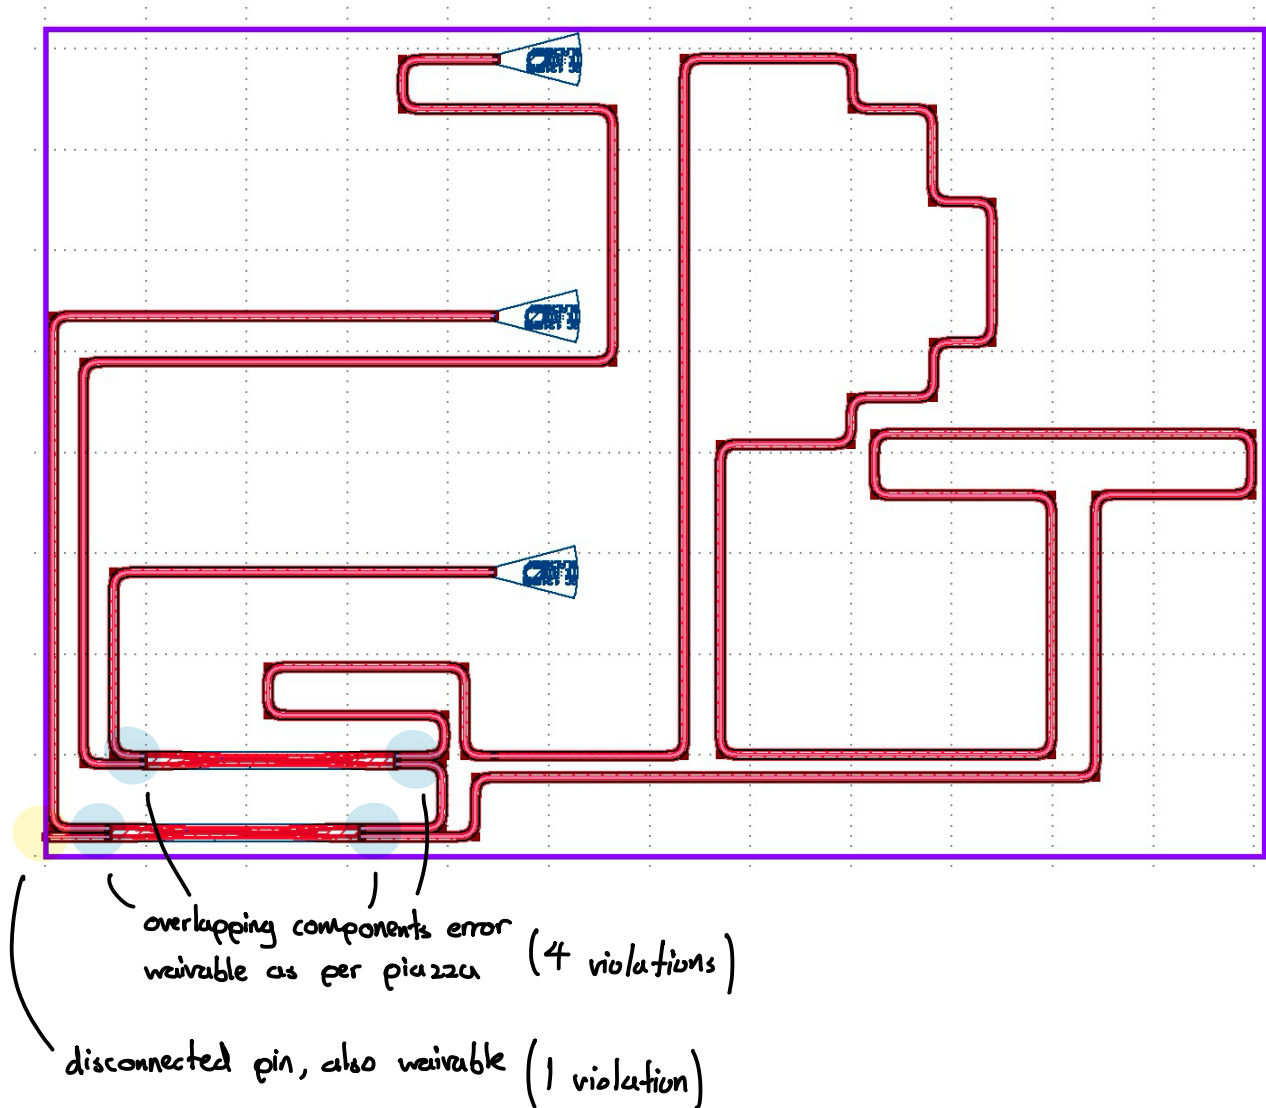 overlapping components error
waivable as per piazza (4 violations)
disconnected pin, also waivable (1 violation)